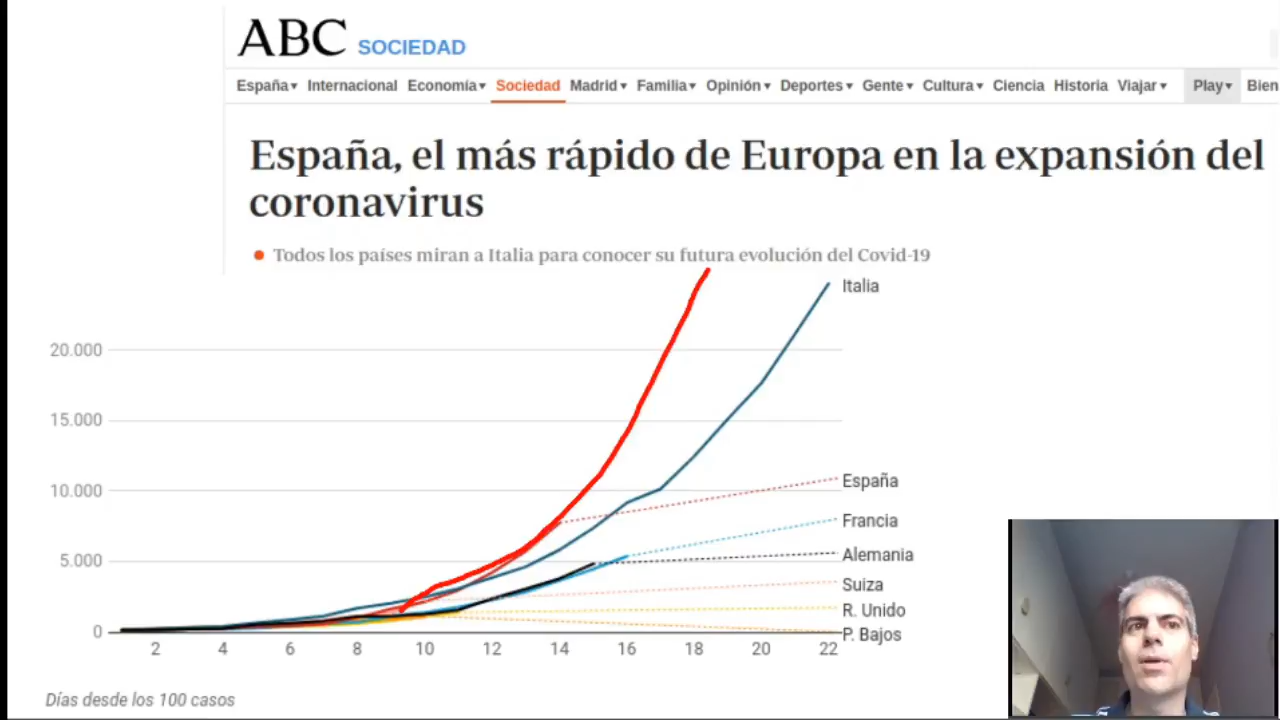 ABC SOCIEDAD
España▾ Internacional Economía▾ Sociedad Madrid▾ Familia▾ Opinión▾ Deportes▾ Gente▾ Cultura▾ Ciencia Historia Viajar▾ Play▾ Bien
España, el más rápido de Europa en la expansión del
coronavirus
Todos los países miran a Italia para conocer su futura evolución del Covid-19
Italia
20.000
15.000
10.000
España
Francia
5.000
Alemania
Suiza
R. Unido
0
P. Bajos
2 4 6 8 10 12 14 16 18 20 22
Días desde los 100 casos